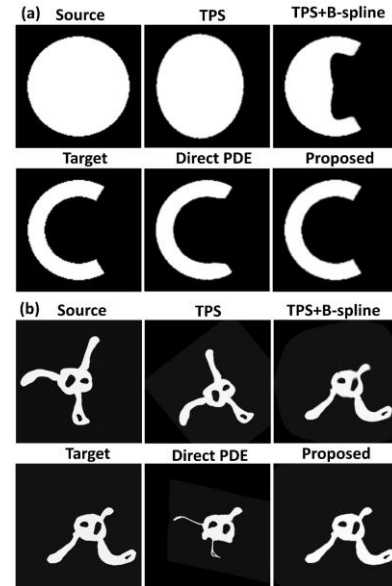 (a)
Source TPS TPS+B-spline
Target Direct PDE Proposed
(b)
Source TPS TPS+B-spline
Target Direct PDE Proposed